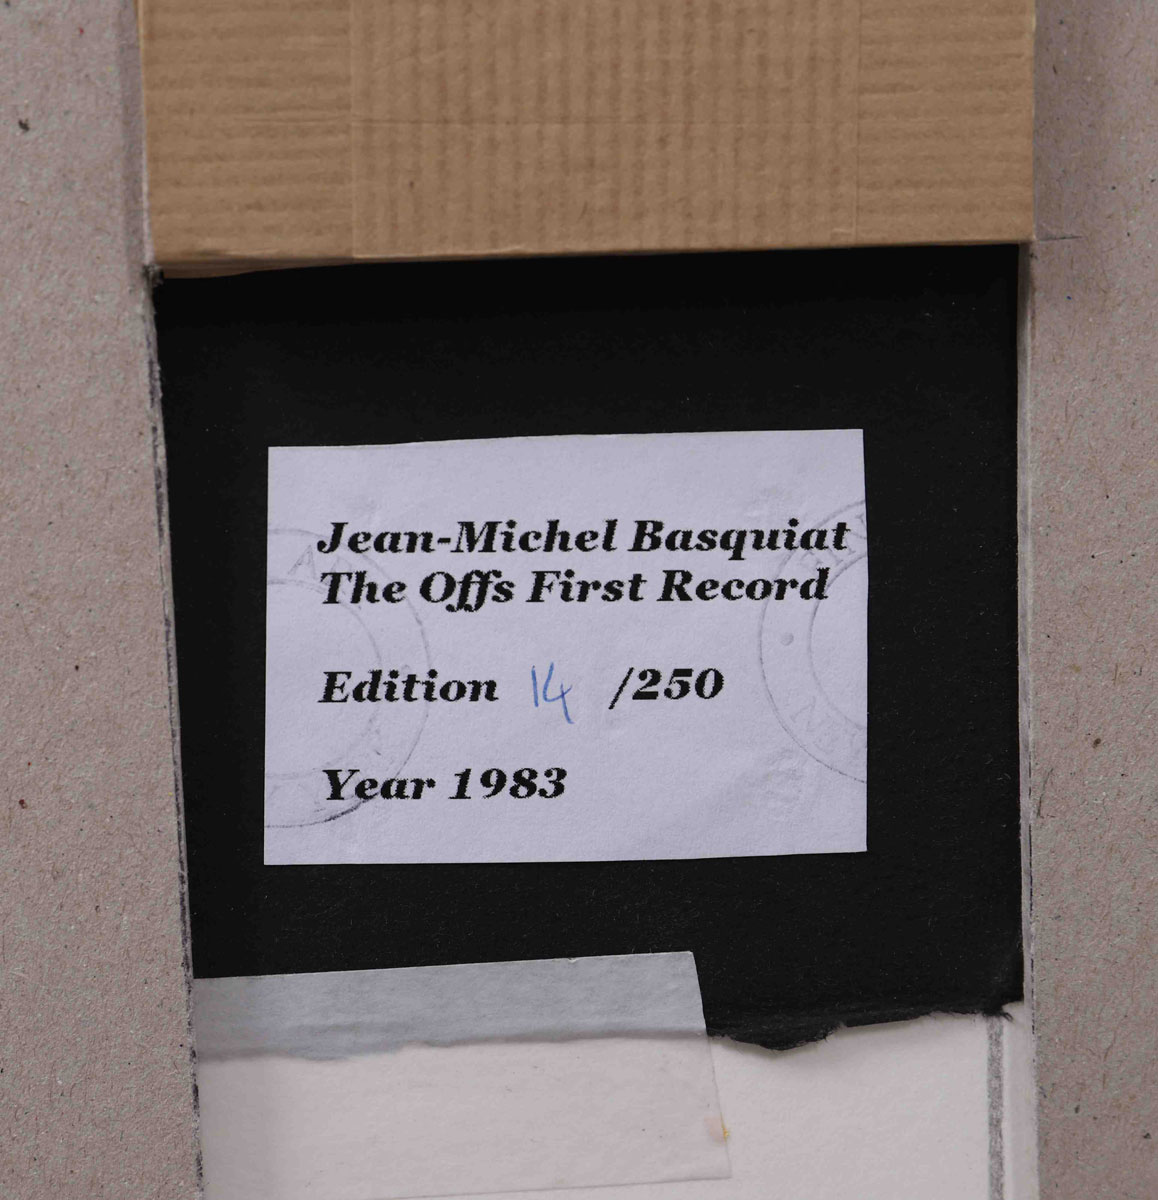 Jean-Michel Basquiat
The Offs First Record
Edition 14 /250
Year 1983